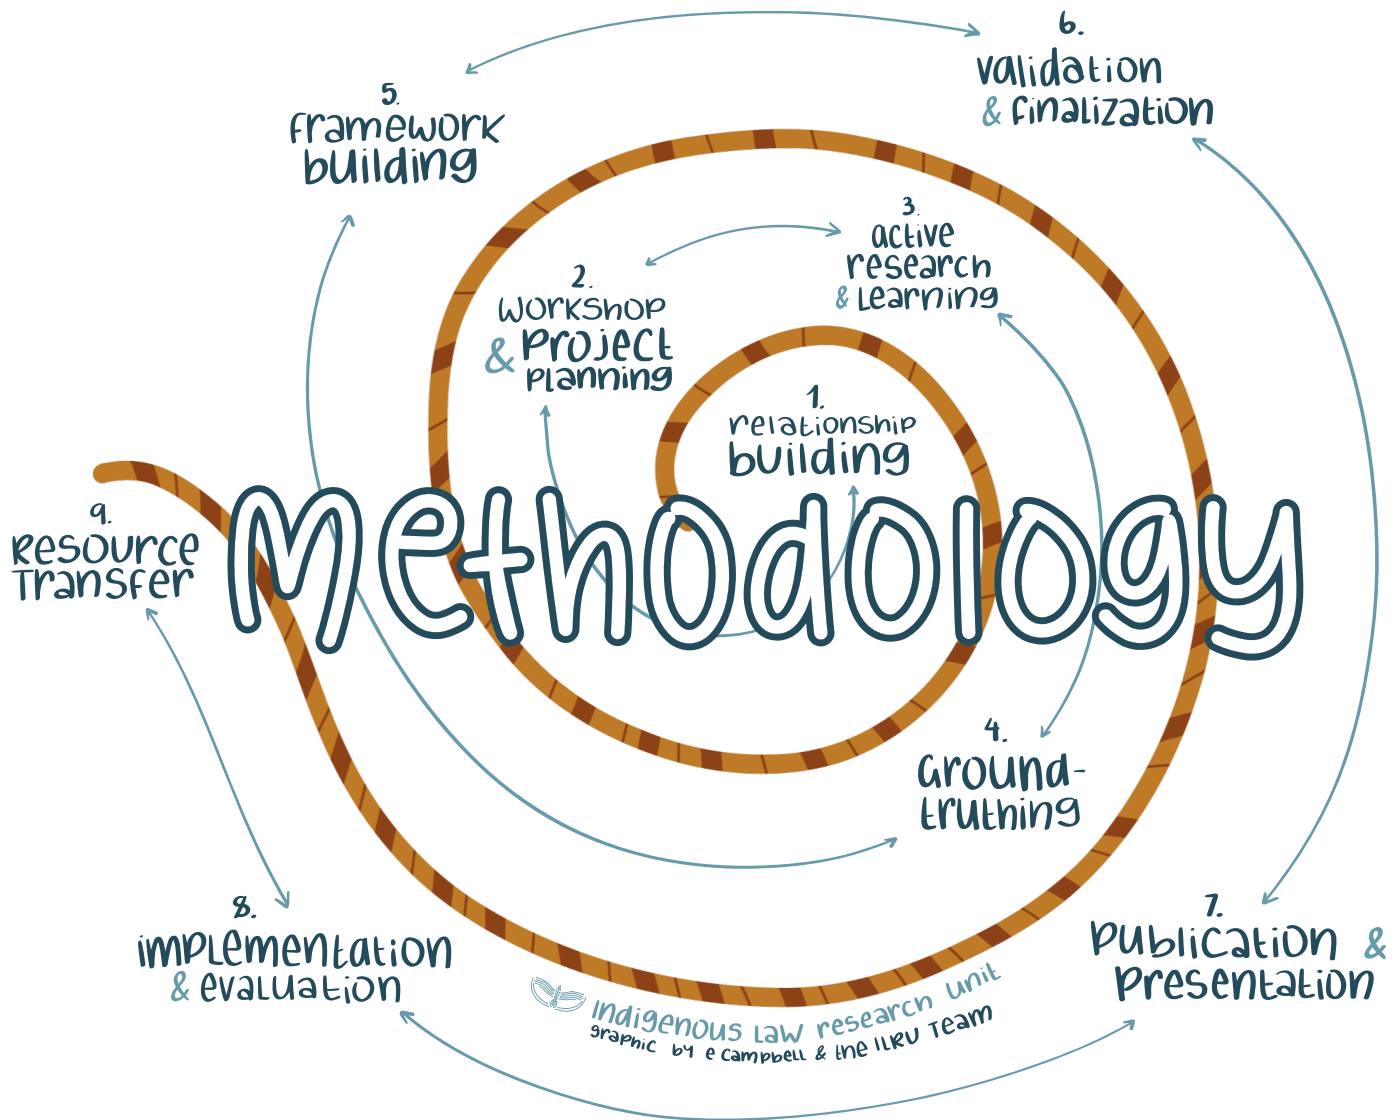 Methodology
1.
relationship
building
2.
workshop
& Project
Planning
3.
active
research
& Learning
4.
Ground-
truthing
5.
framework
building
6.
validation
& finalization
7.
Publication &
Presentation
8.
implementation
& evaluation
9.
Resource
Transfer
Indigenous Law research unit
graphic by e Campbell & the ILRU Team